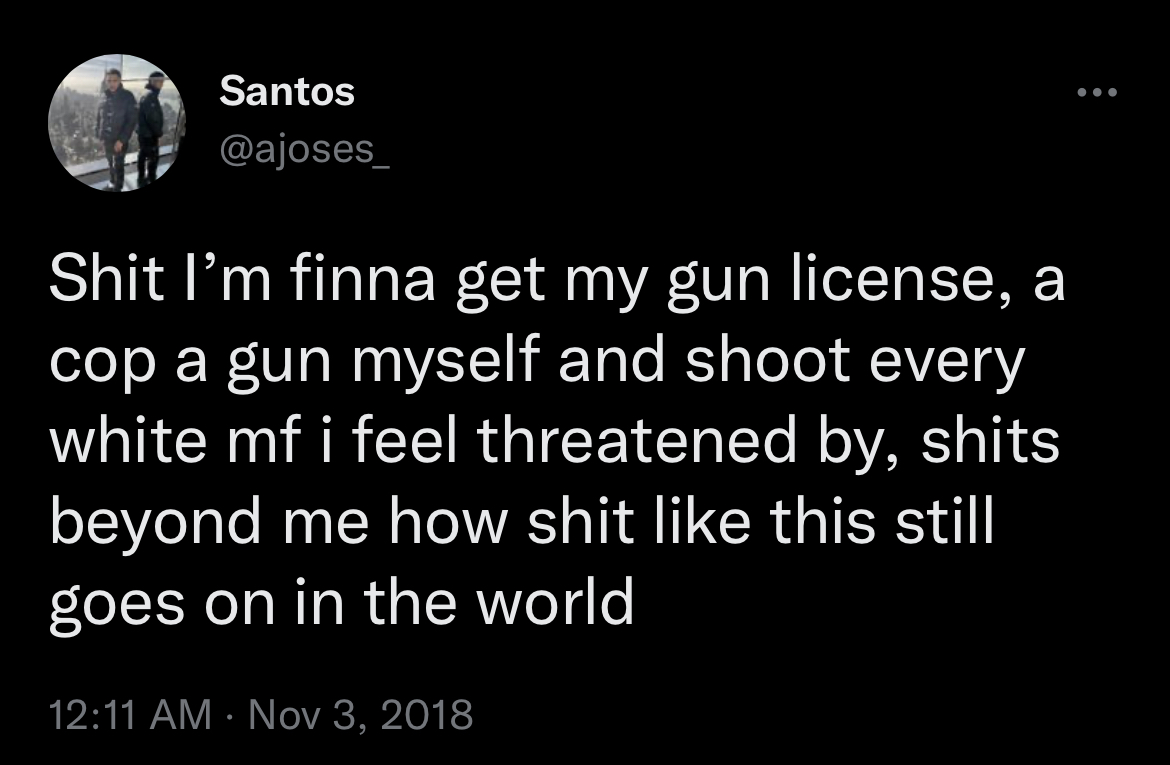 Santos
@ajoses_
Shit I’m finna get my gun license, a
cop a gun myself and shoot every
white mf i feel threatened by, shits
beyond me how shit like this still
goes on in the world
12:11 AM · Nov 3, 2018